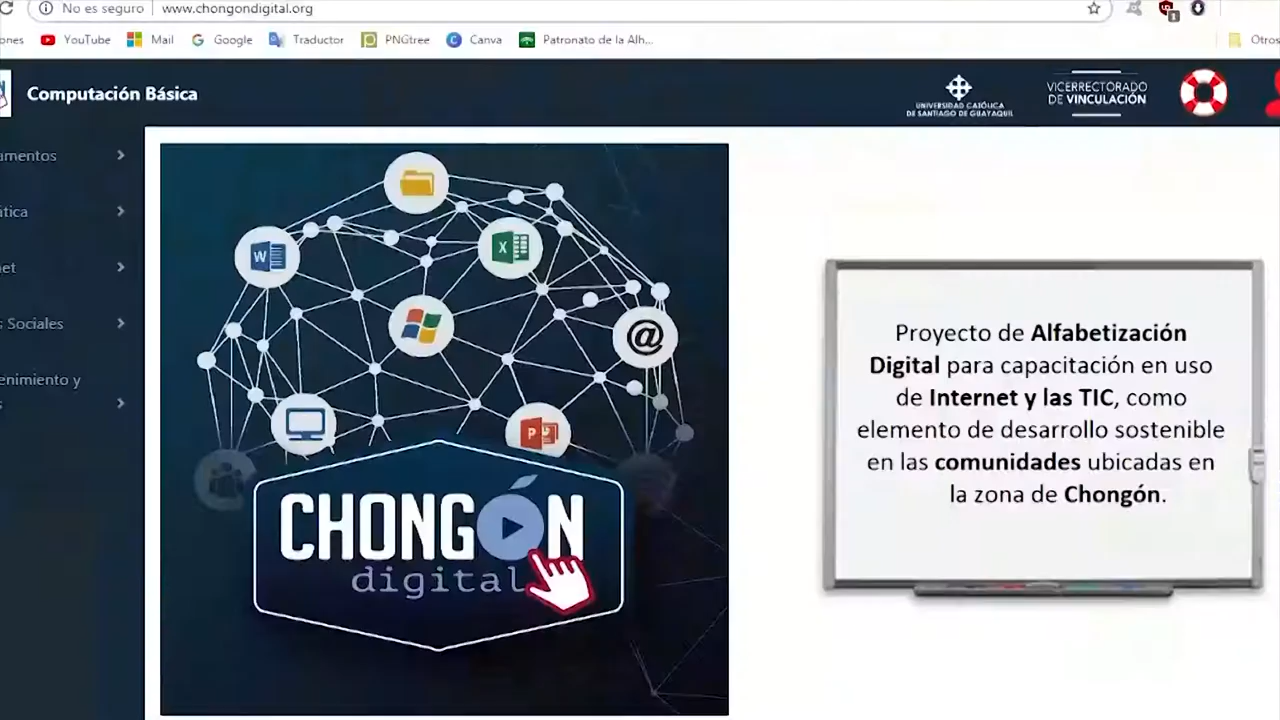 No es seguro | www.chongondigital.org
YouTube Mail Google Traductor PNGtree Canva Patronato de la Alh... Otros
Computación Básica
UNIVERSIDAD CATÓLICA
DE SANTIAGO DE GUAYAQUIL
VICERRECTORADO
DE VINCULACIÓN
Sociales
enimiento y
W
X
@
P
CHONGÓN
digital
Proyecto de Alfabetización
Digital para capacitación en uso
de Internet y las TIC, como
elemento de desarrollo sostenible
en las comunidades ubicadas en
la zona de Chongón.